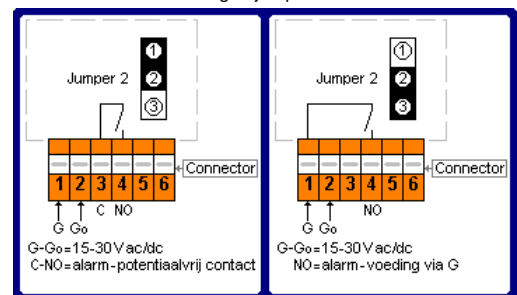 1
Jumper 2 2
3
Connector
1 2 3 4 5 6
C NO
G Go
G-Go=15-30Vac/dc
C-NO=alarm-potentiaalvrij contact
1
Jumper 2 2
3
Connector
1 2 3 4 5 6
NO
G Go
G-Go=15-30Vac/dc
NO=alarm-voeding via G